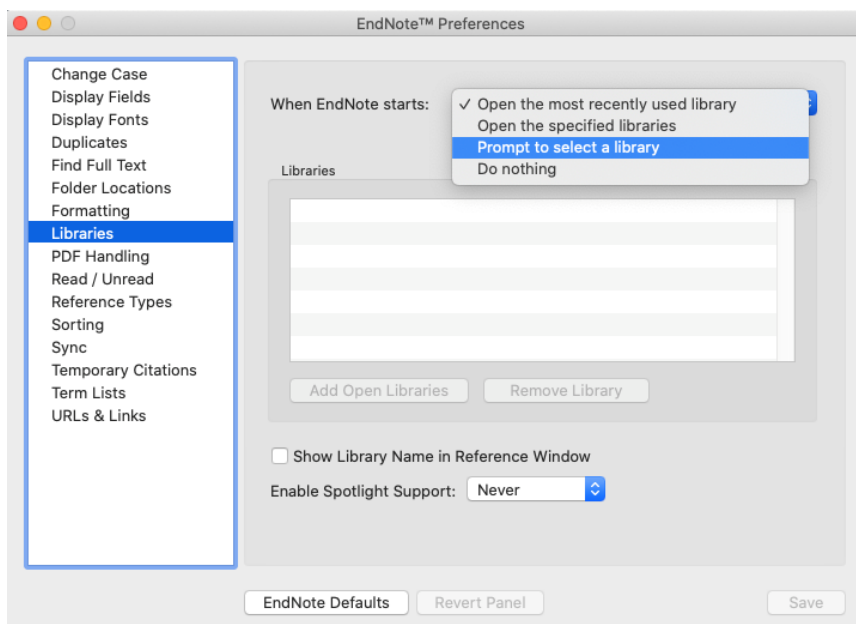 EndNote™ Preferences
Change Case
Display Fields
Display Fonts
Duplicates
Find Full Text
Folder Locations
Formatting
Libraries
PDF Handling
Read / Unread
Reference Types
Sorting
Sync
Temporary Citations
Term Lists
URLs & Links
When EndNote starts:
✓ Open the most recently used library
Open the specified libraries
Prompt to select a library
Do nothing
Libraries
Add Open Libraries
Remove Library
Show Library Name in Reference Window
Enable Spotlight Support: Never
EndNote Defaults
Revert Panel
Save